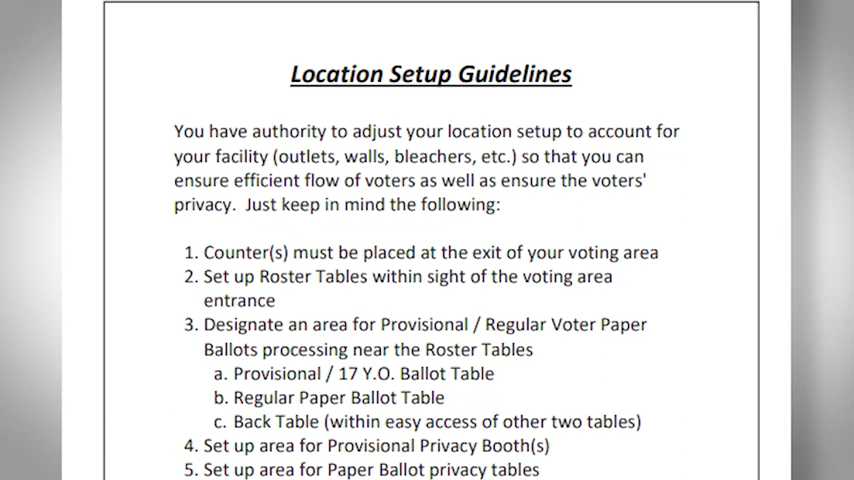 Location Setup Guidelines
You have authority to adjust your location setup to account for
your facility (outlets, walls, bleachers, etc.) so that you can
ensure efficient flow of voters as well as ensure the voters'
privacy.  Just keep in mind the following:
1. Counter(s) must be placed at the exit of your voting area
2. Set up Roster Tables within sight of the voting area
entrance
3. Designate an area for Provisional / Regular Voter Paper
Ballots processing near the Roster Tables
a. Provisional / 17 Y.O. Ballot Table
b. Regular Paper Ballot Table
c. Back Table (within easy access of other two tables)
4. Set up area for Provisional Privacy Booth(s)
5. Set up area for Paper Ballot privacy tables